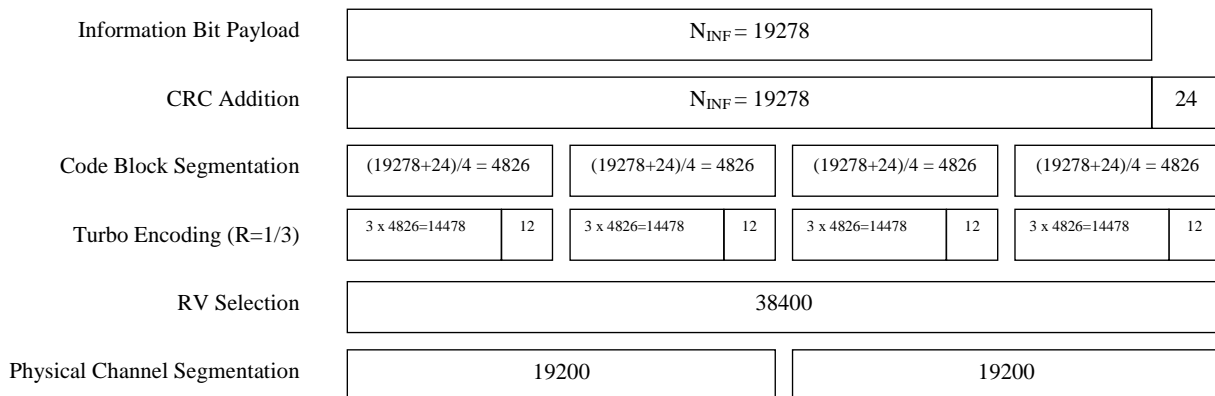 Information Bit Payload N_INF = 19278
CRC Addition N_INF = 19278 24
Code Block Segmentation (19278+24)/4 = 4826 (19278+24)/4 = 4826 (19278+24)/4 = 4826 (19278+24)/4 = 4826
Turbo Encoding (R=1/3) 3 x 4826=14478 12 3 x 4826=14478 12 3 x 4826=14478 12 3 x 4826=14478 12
RV Selection 38400
Physical Channel Segmentation 19200 19200